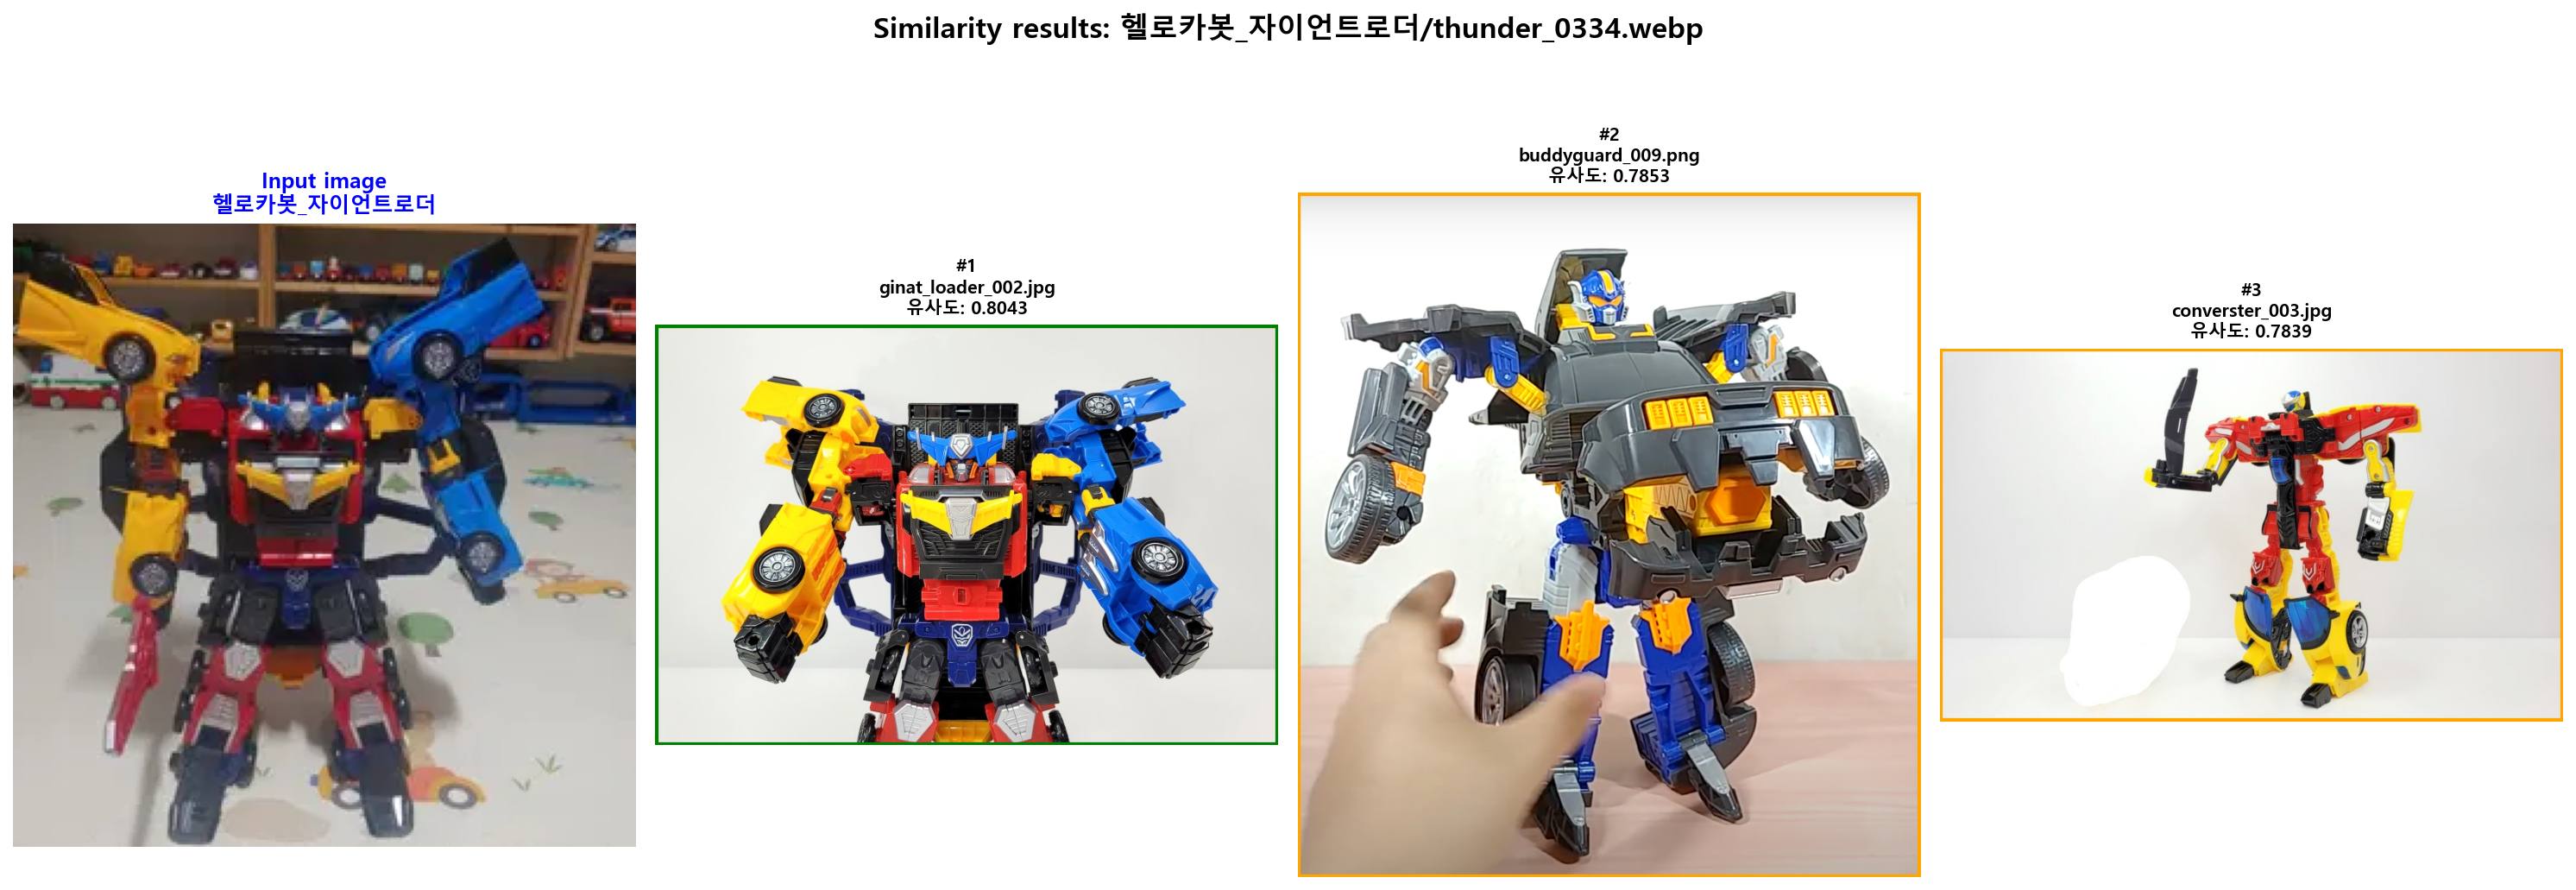 Similarity results: 헬로카봇_자이언트로더/thunder_0334.webp
Input image
헬로카봇_자이언트로더
#1
ginat_loader_002.jpg
유사도: 0.8043
#2
buddyguard_009.png
유사도: 0.7853
#3
converster_003.jpg
유사도: 0.7839